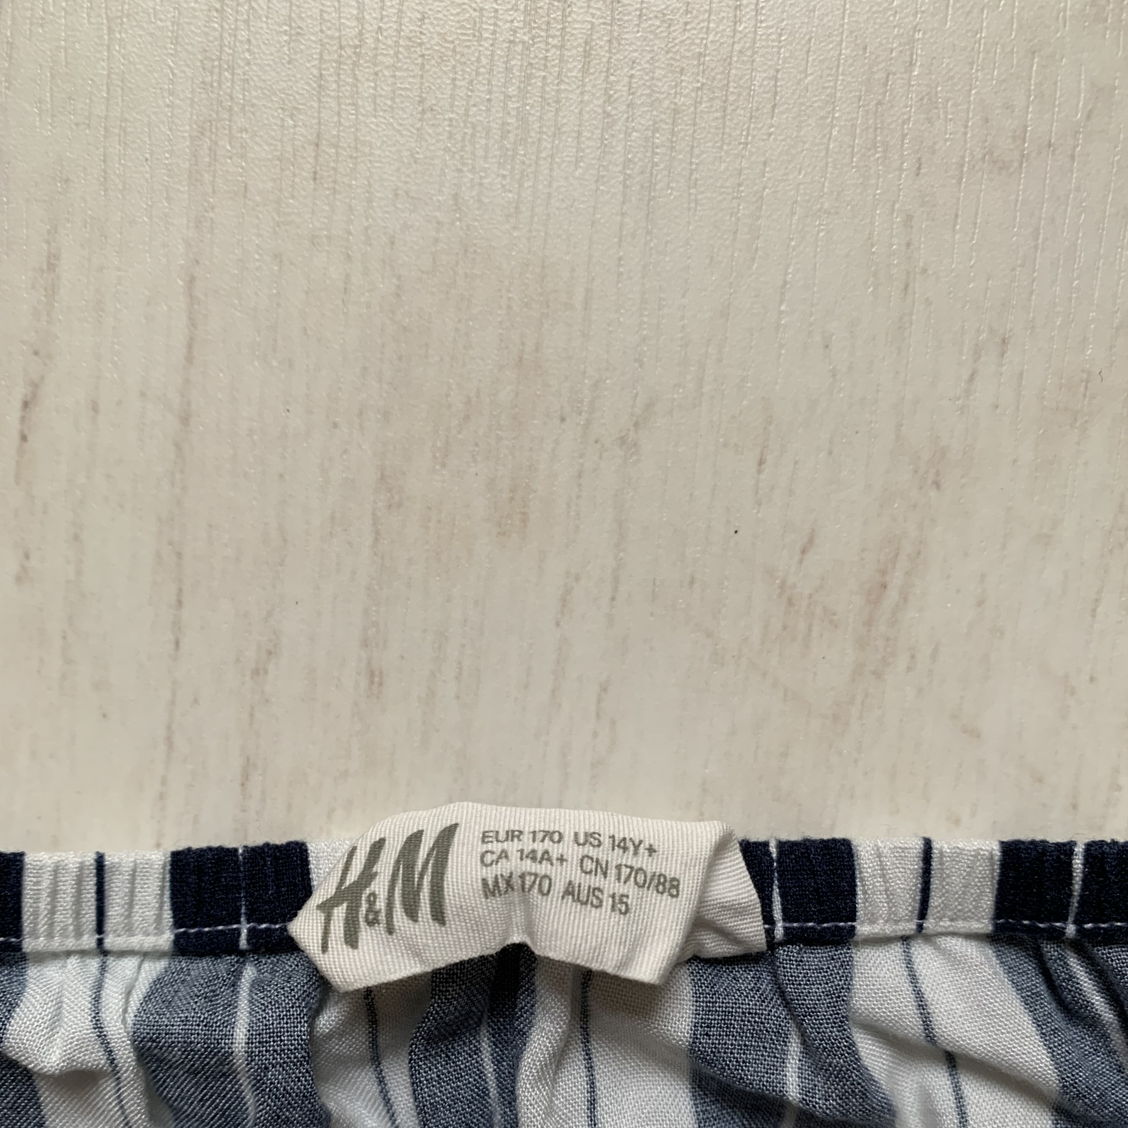 H&M
EUR 170 US 14Y+
CA 14A+ CN 170/88
MX 170 AUS 15